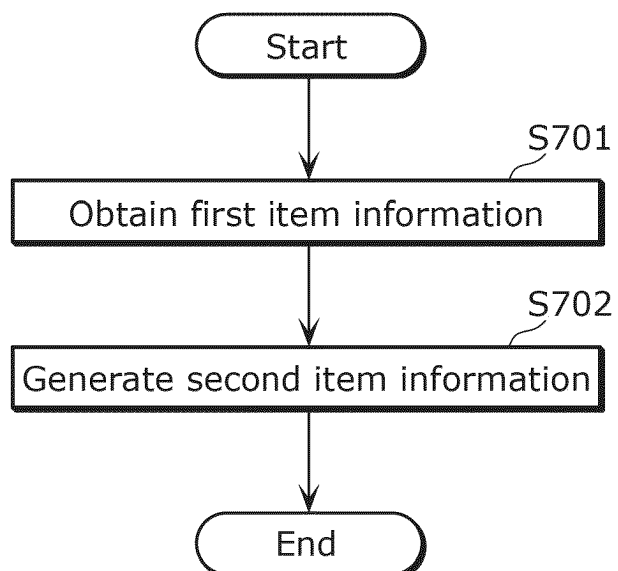 Start
S701
Obtain first item information
S702
Generate second item information
End